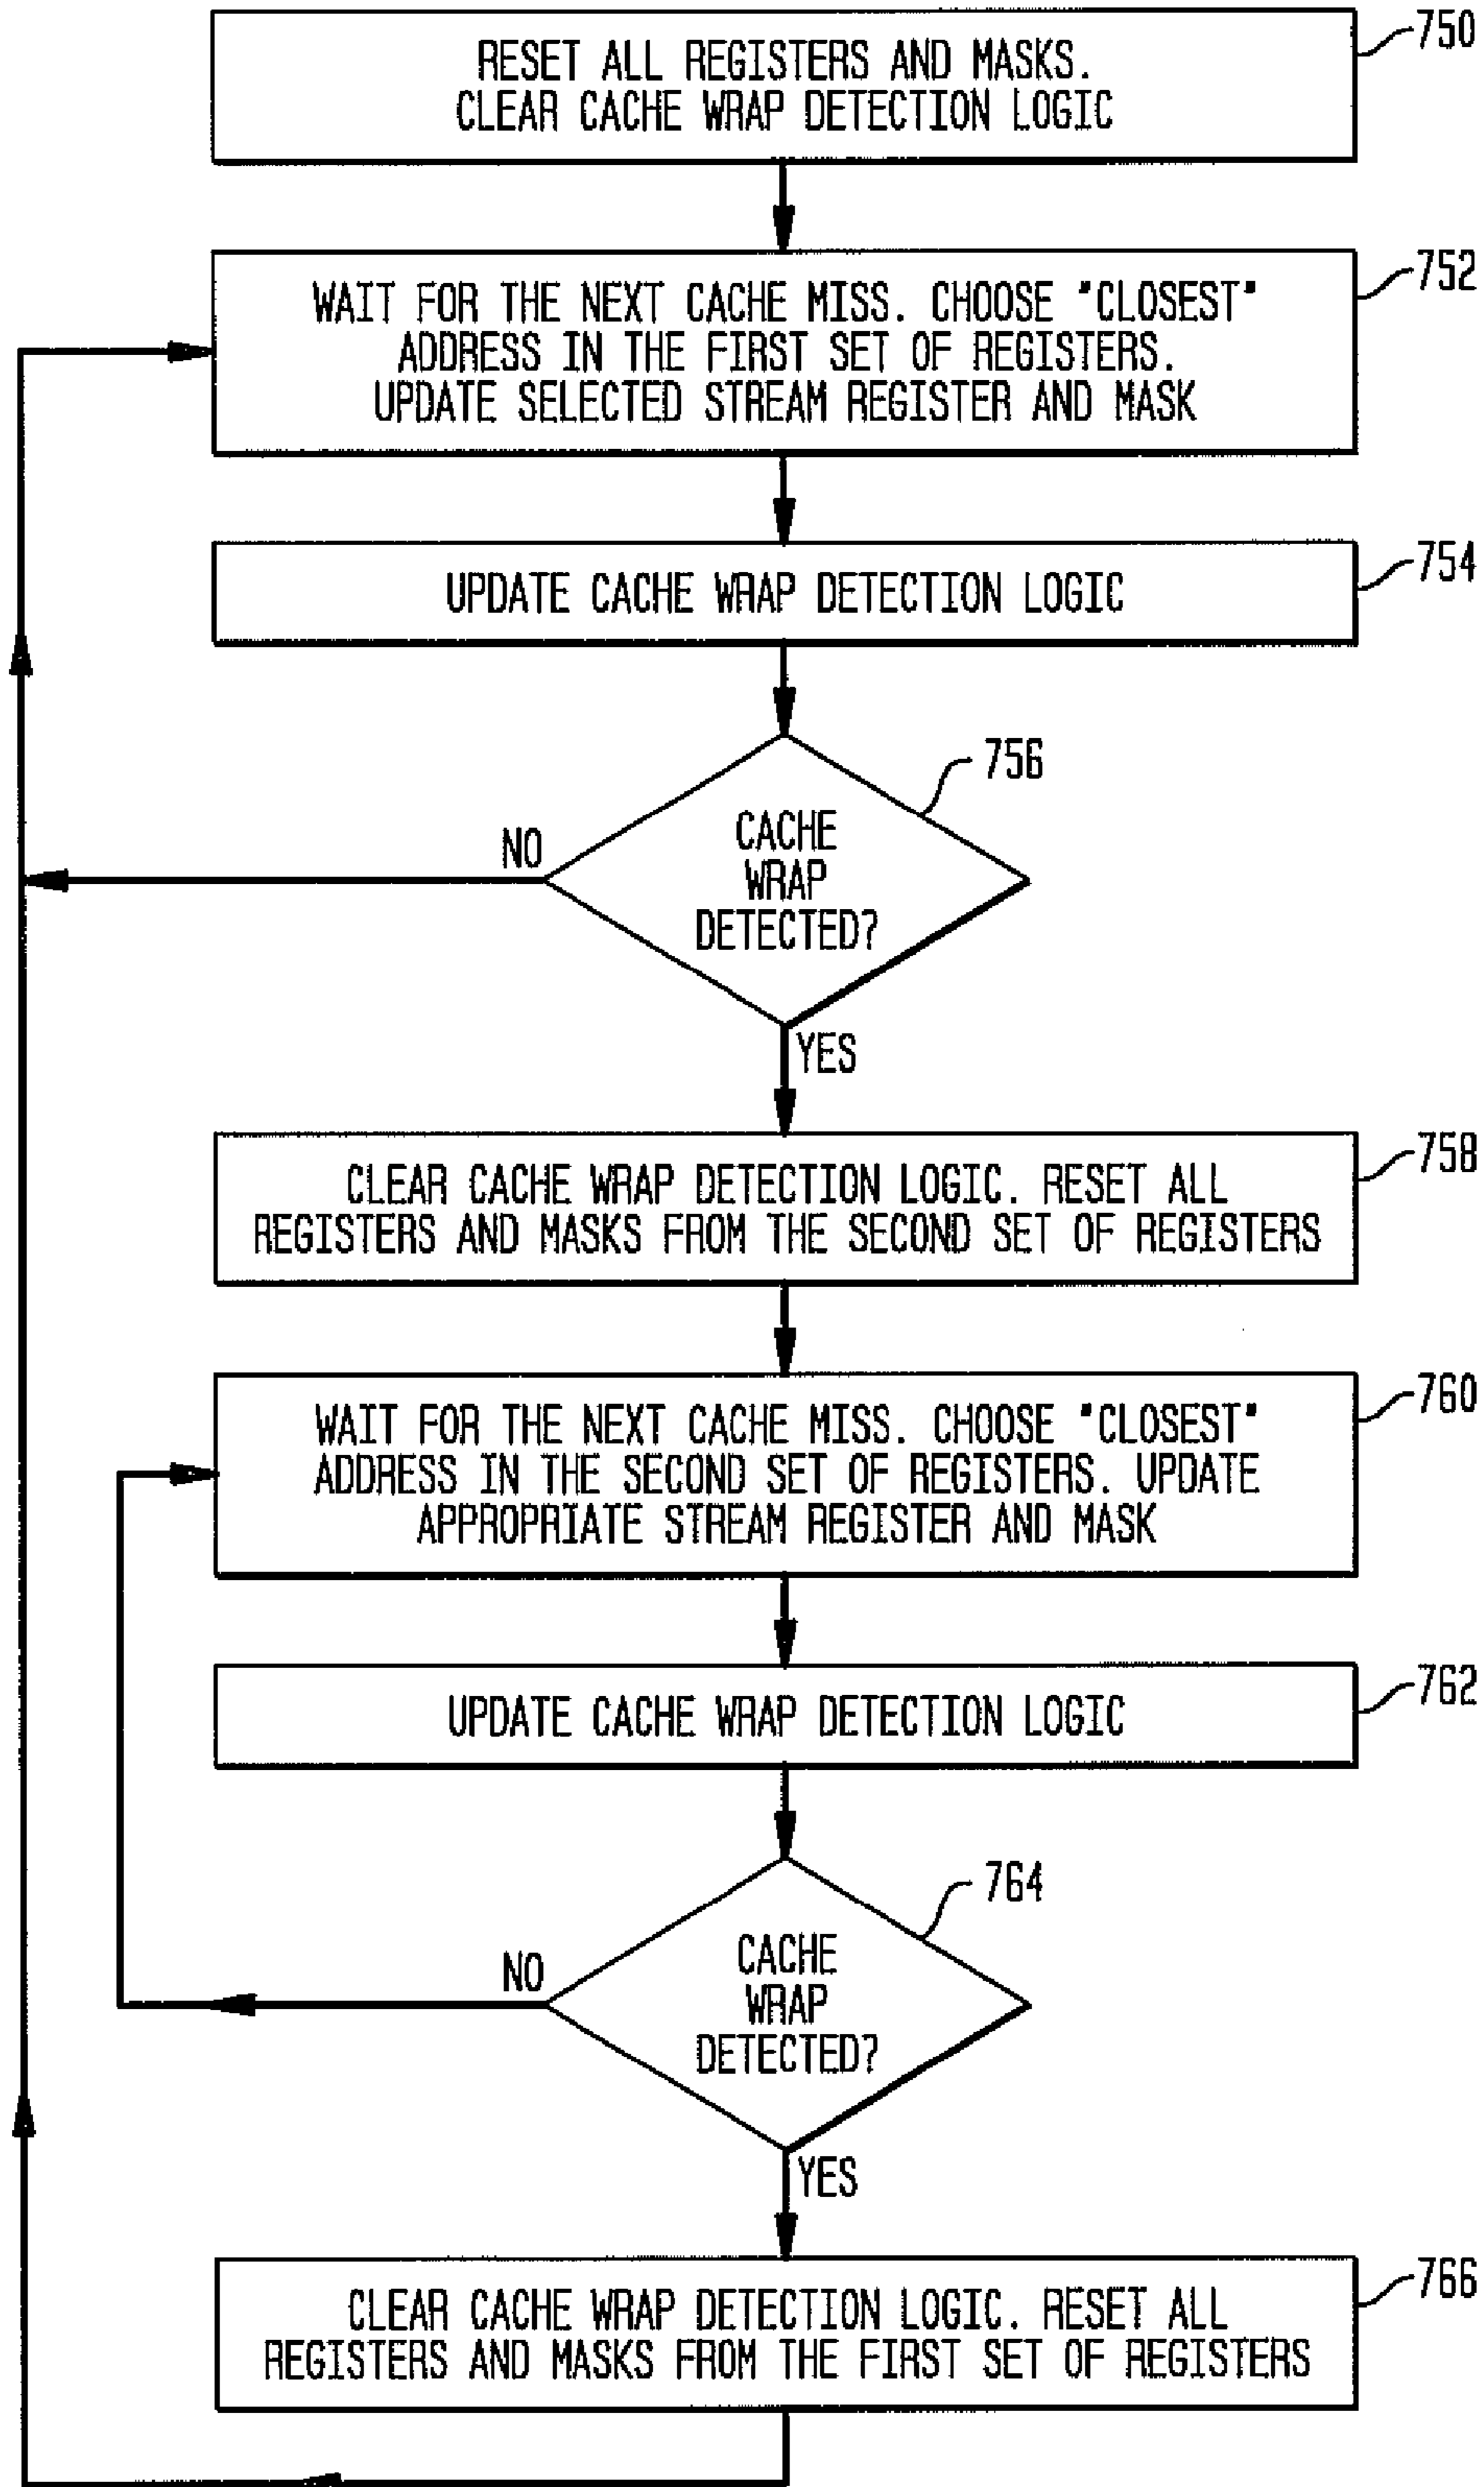 750
RESET ALL REGISTERS AND MASKS.
CLEAR CACHE WRAP DETECTION LOGIC
752
WAIT FOR THE NEXT CACHE MISS. CHOOSE "CLOSEST"
ADDRESS IN THE FIRST SET OF REGISTERS.
UPDATE SELECTED STREAM REGISTER AND MASK
754
UPDATE CACHE WRAP DETECTION LOGIC
756
CACHE
WRAP
DETECTED?
NO
YES
758
CLEAR CACHE WRAP DETECTION LOGIC. RESET ALL
REGISTERS AND MASKS FROM THE SECOND SET OF REGISTERS
760
WAIT FOR THE NEXT CACHE MISS. CHOOSE "CLOSEST"
ADDRESS IN THE SECOND SET OF REGISTERS. UPDATE
APPROPRIATE STREAM REGISTER AND MASK
762
UPDATE CACHE WRAP DETECTION LOGIC
764
CACHE
WRAP
DETECTED?
NO
YES
766
CLEAR CACHE WRAP DETECTION LOGIC. RESET ALL
REGISTERS AND MASKS FROM THE FIRST SET OF REGISTERS